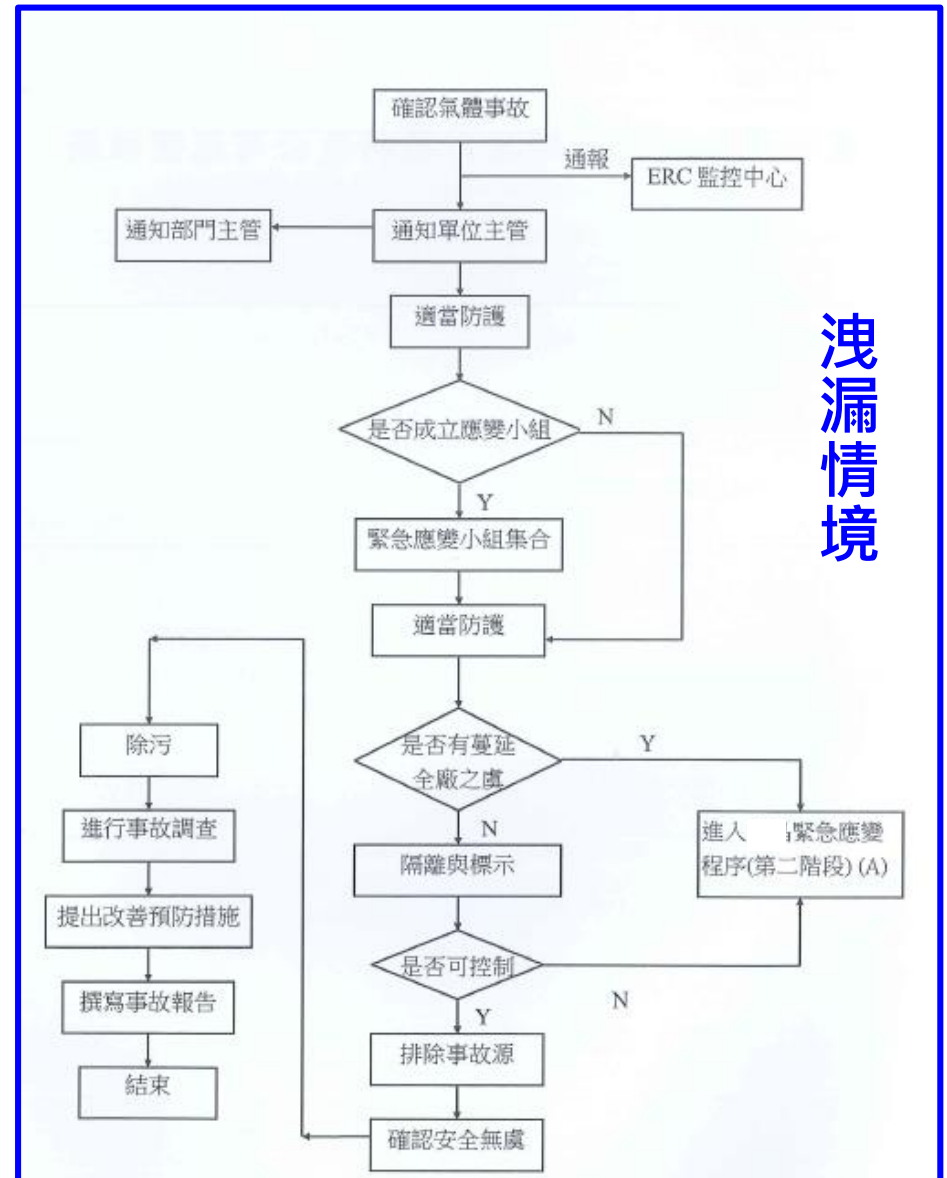 確認氣體事故
通報
ERC 監控中心
通知部門主管
通知單位主管
適當防護
洩漏情境
是否成立應變小組
N
Y
緊急應變小組集合
適當防護
除污
是否有蔓延
全廠之虞
Y
進行事故調查
N
進入 緊急應變
程序(第二階段) (A)
隔離與標示
提出改善預防措施
是否可控制
撰寫事故報告
N
Y
排除事故源
結束
確認安全無虞